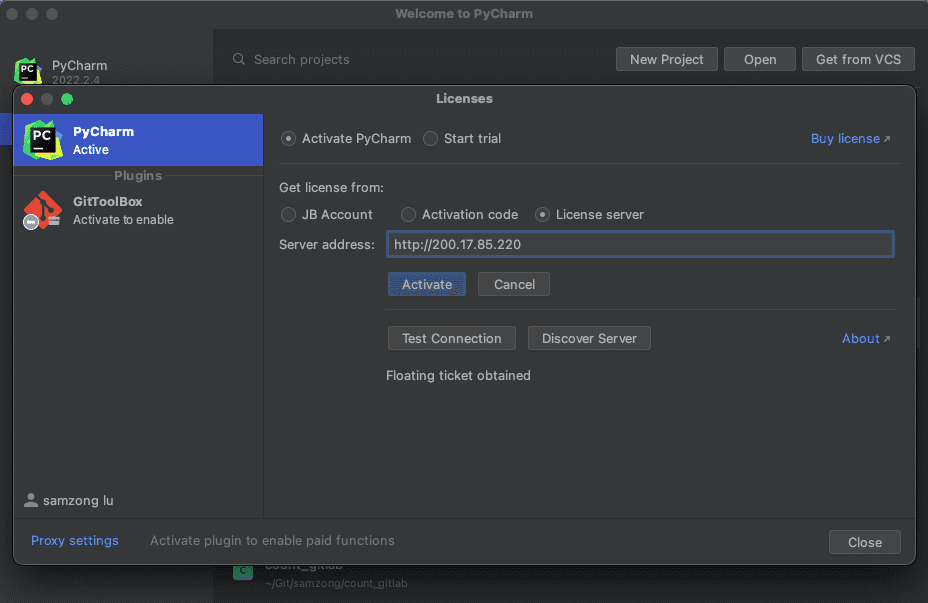 Welcome to PyCharm
PC
PyCharm
2022.2.4
Search projects
New Project
Open
Get from VCS
Licenses
PC
PyCharm
Active
Plugins
GitToolBox
Activate to enable
Activate PyCharm
Start trial
Buy license
Get license from:
JB Account
Activation code
License server
Server address:
http://200.17.85.220
Activate
Cancel
Test Connection
Discover Server
About
Floating ticket obtained
samzong lu
Proxy settings
Activate plugin to enable paid functions
Close
C
count_gitlab
~/Git/samzong/count_gitlab